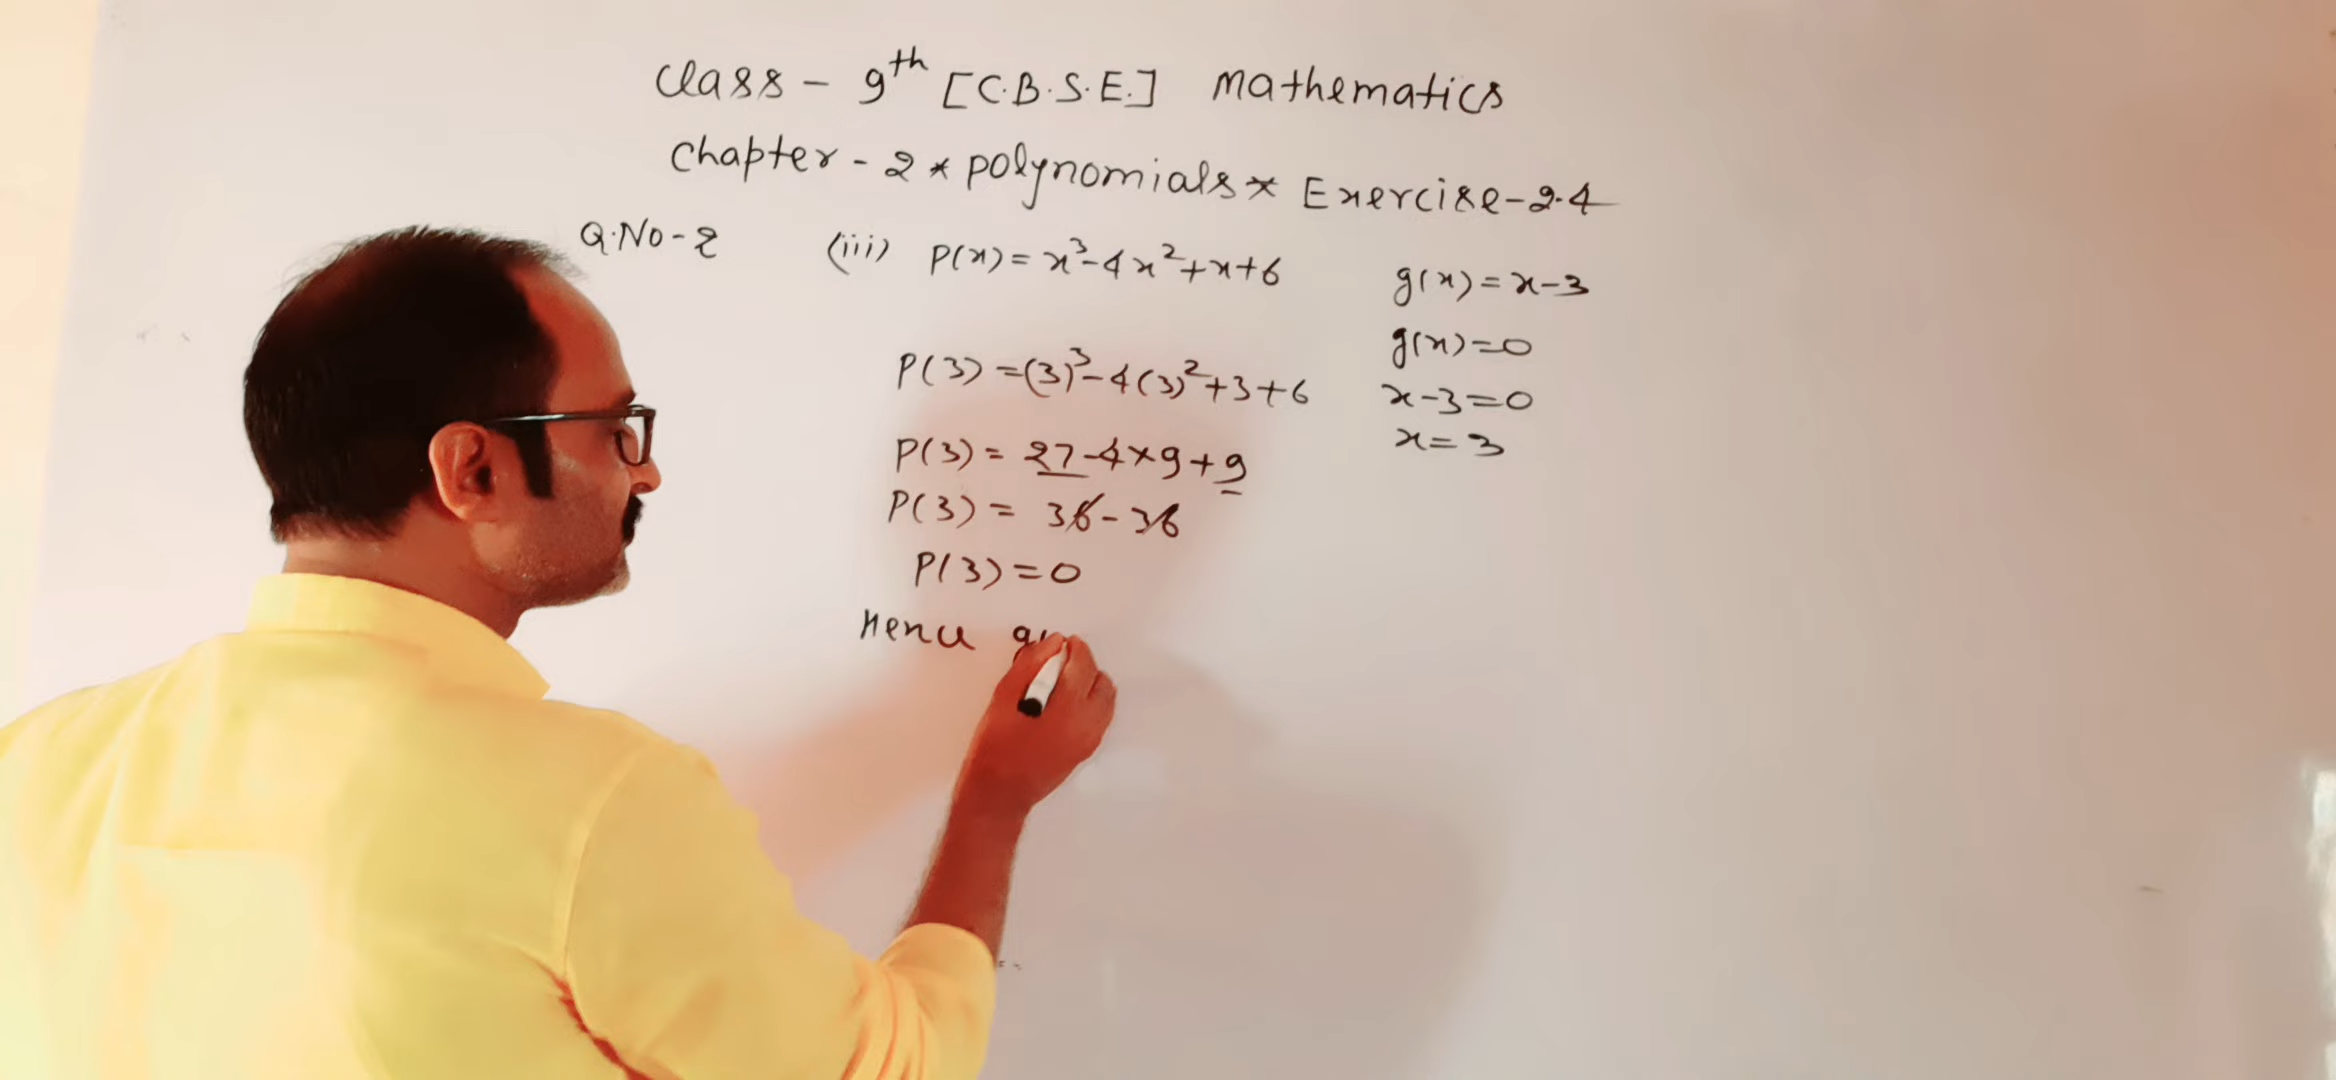 Class - 9th [C.B.S.E.] Mathematics
Chapter - 2 * polynomials * Exercise - 2.4
Q.No - 2 (iii) P(x) = x³ - 4x² + x + 6 g(x) = x - 3
g(x) = 0
P(3) = (3)³ - 4(3)² + 3 + 6 x - 3 = 0
x = 3
P(3) = 27 - 4 × 9 + 9
P(3) = 36 - 36
P(3) = 0
Hence g(